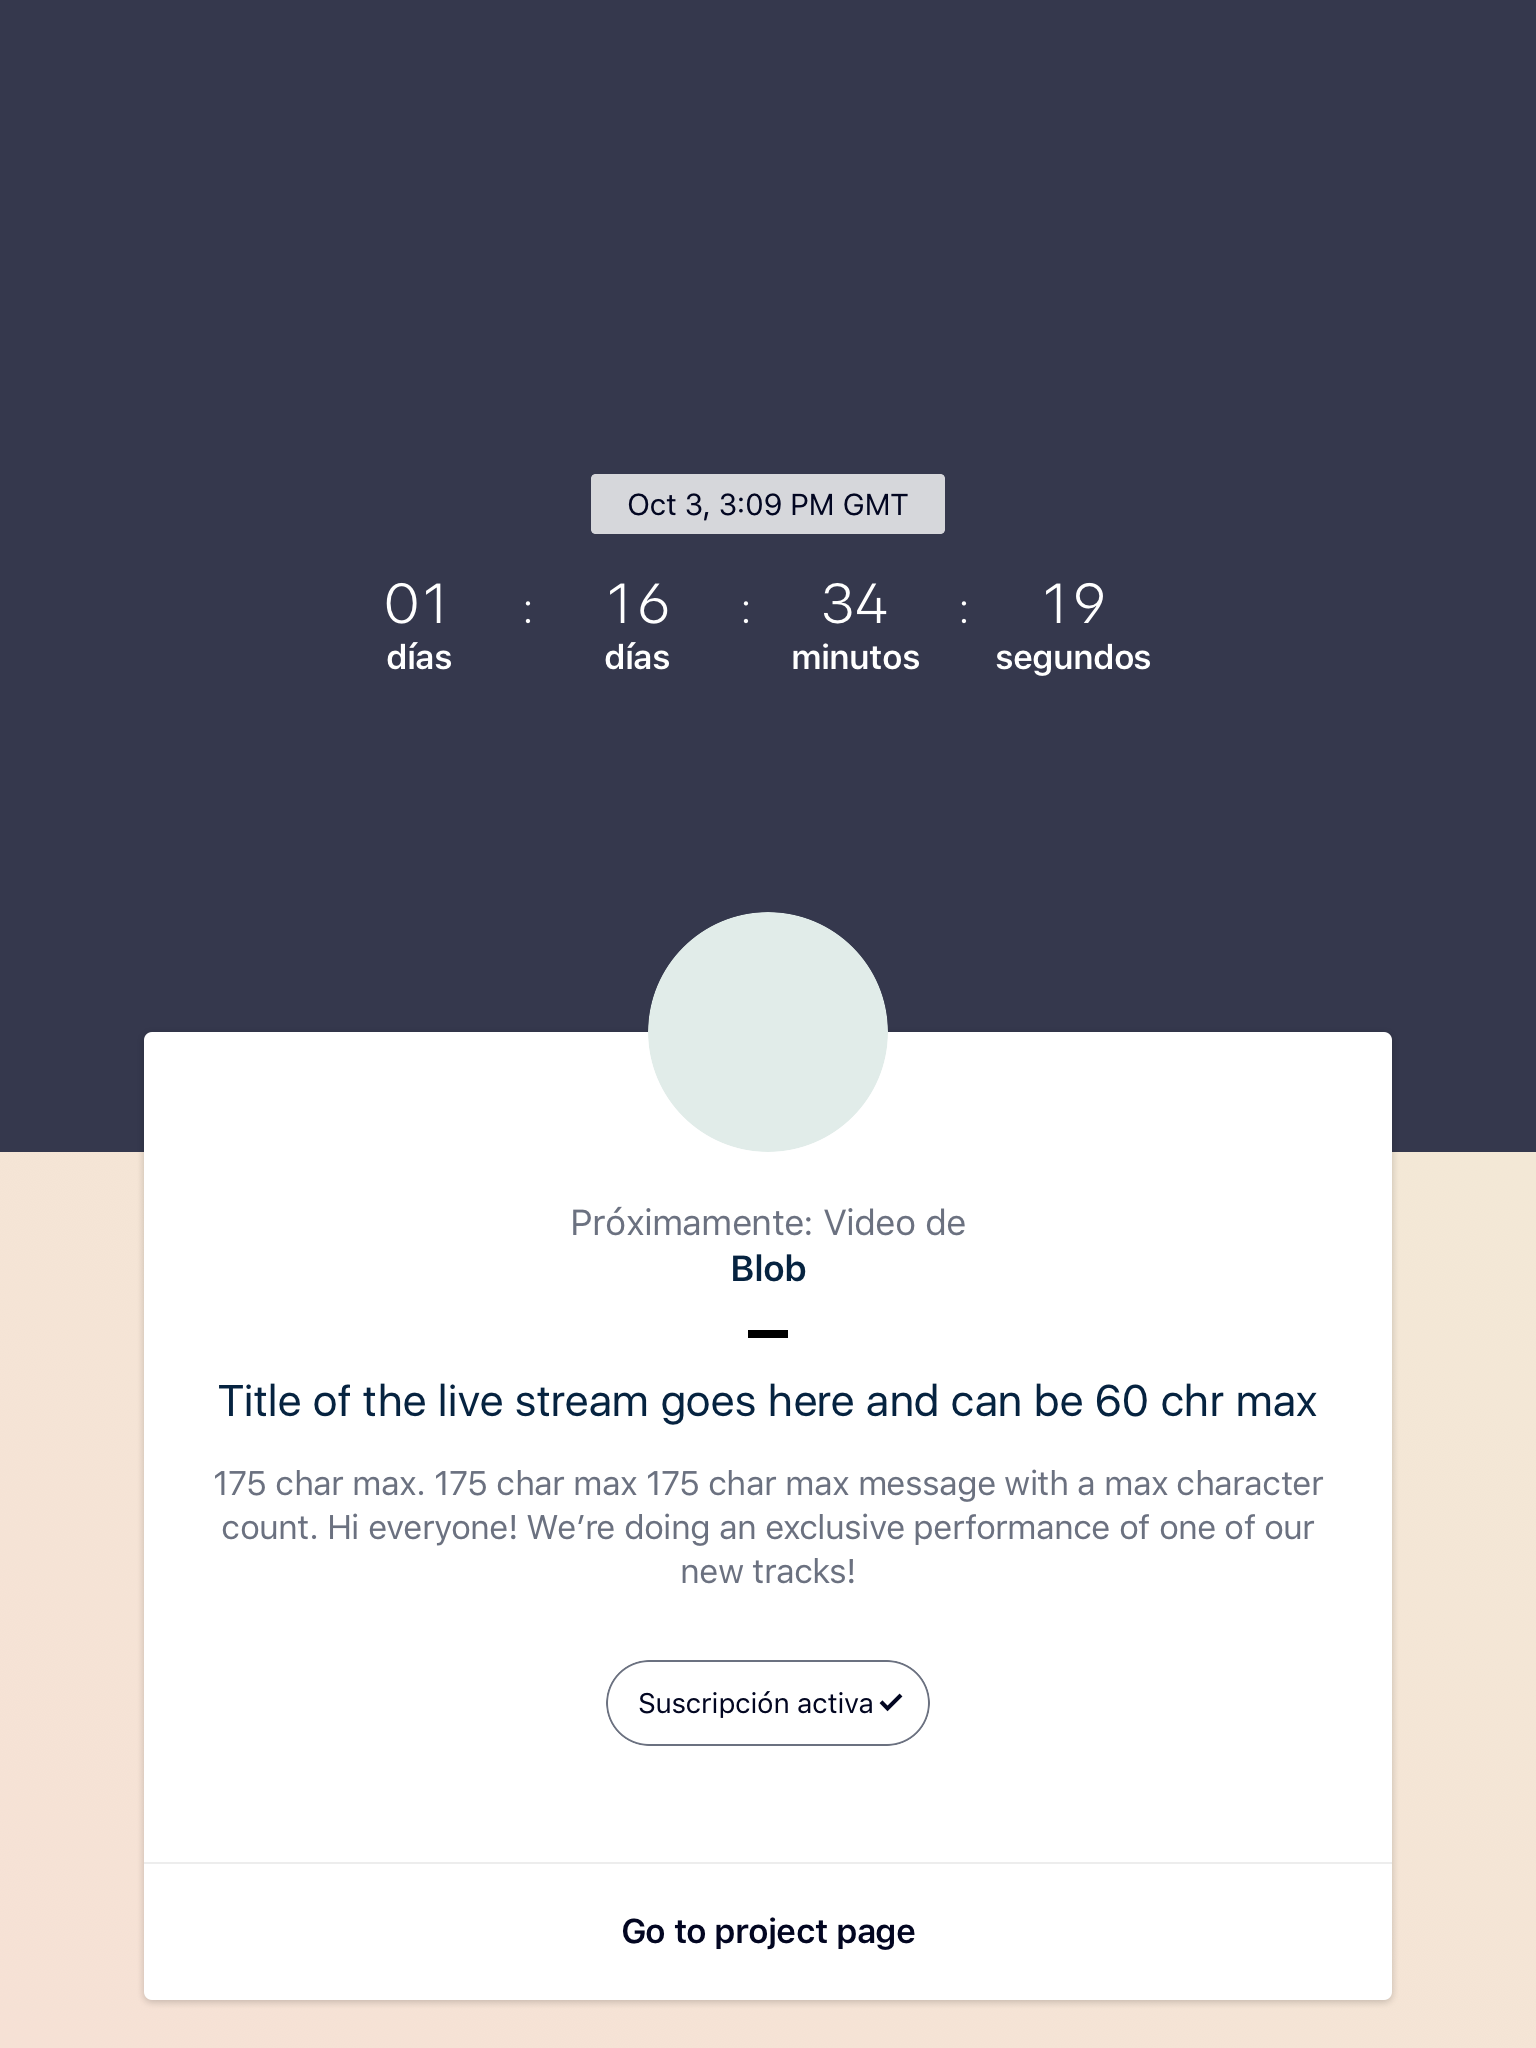 Oct 3, 3:09 PM GMT
01 : 16 : 34 : 19
días días minutos segundos
Próximamente: Video de
Blob
Title of the live stream goes here and can be 60 chr max
175 char max. 175 char max 175 char max message with a max character
count. Hi everyone! We’re doing an exclusive performance of one of our
new tracks!
Suscripción activa
Go to project page